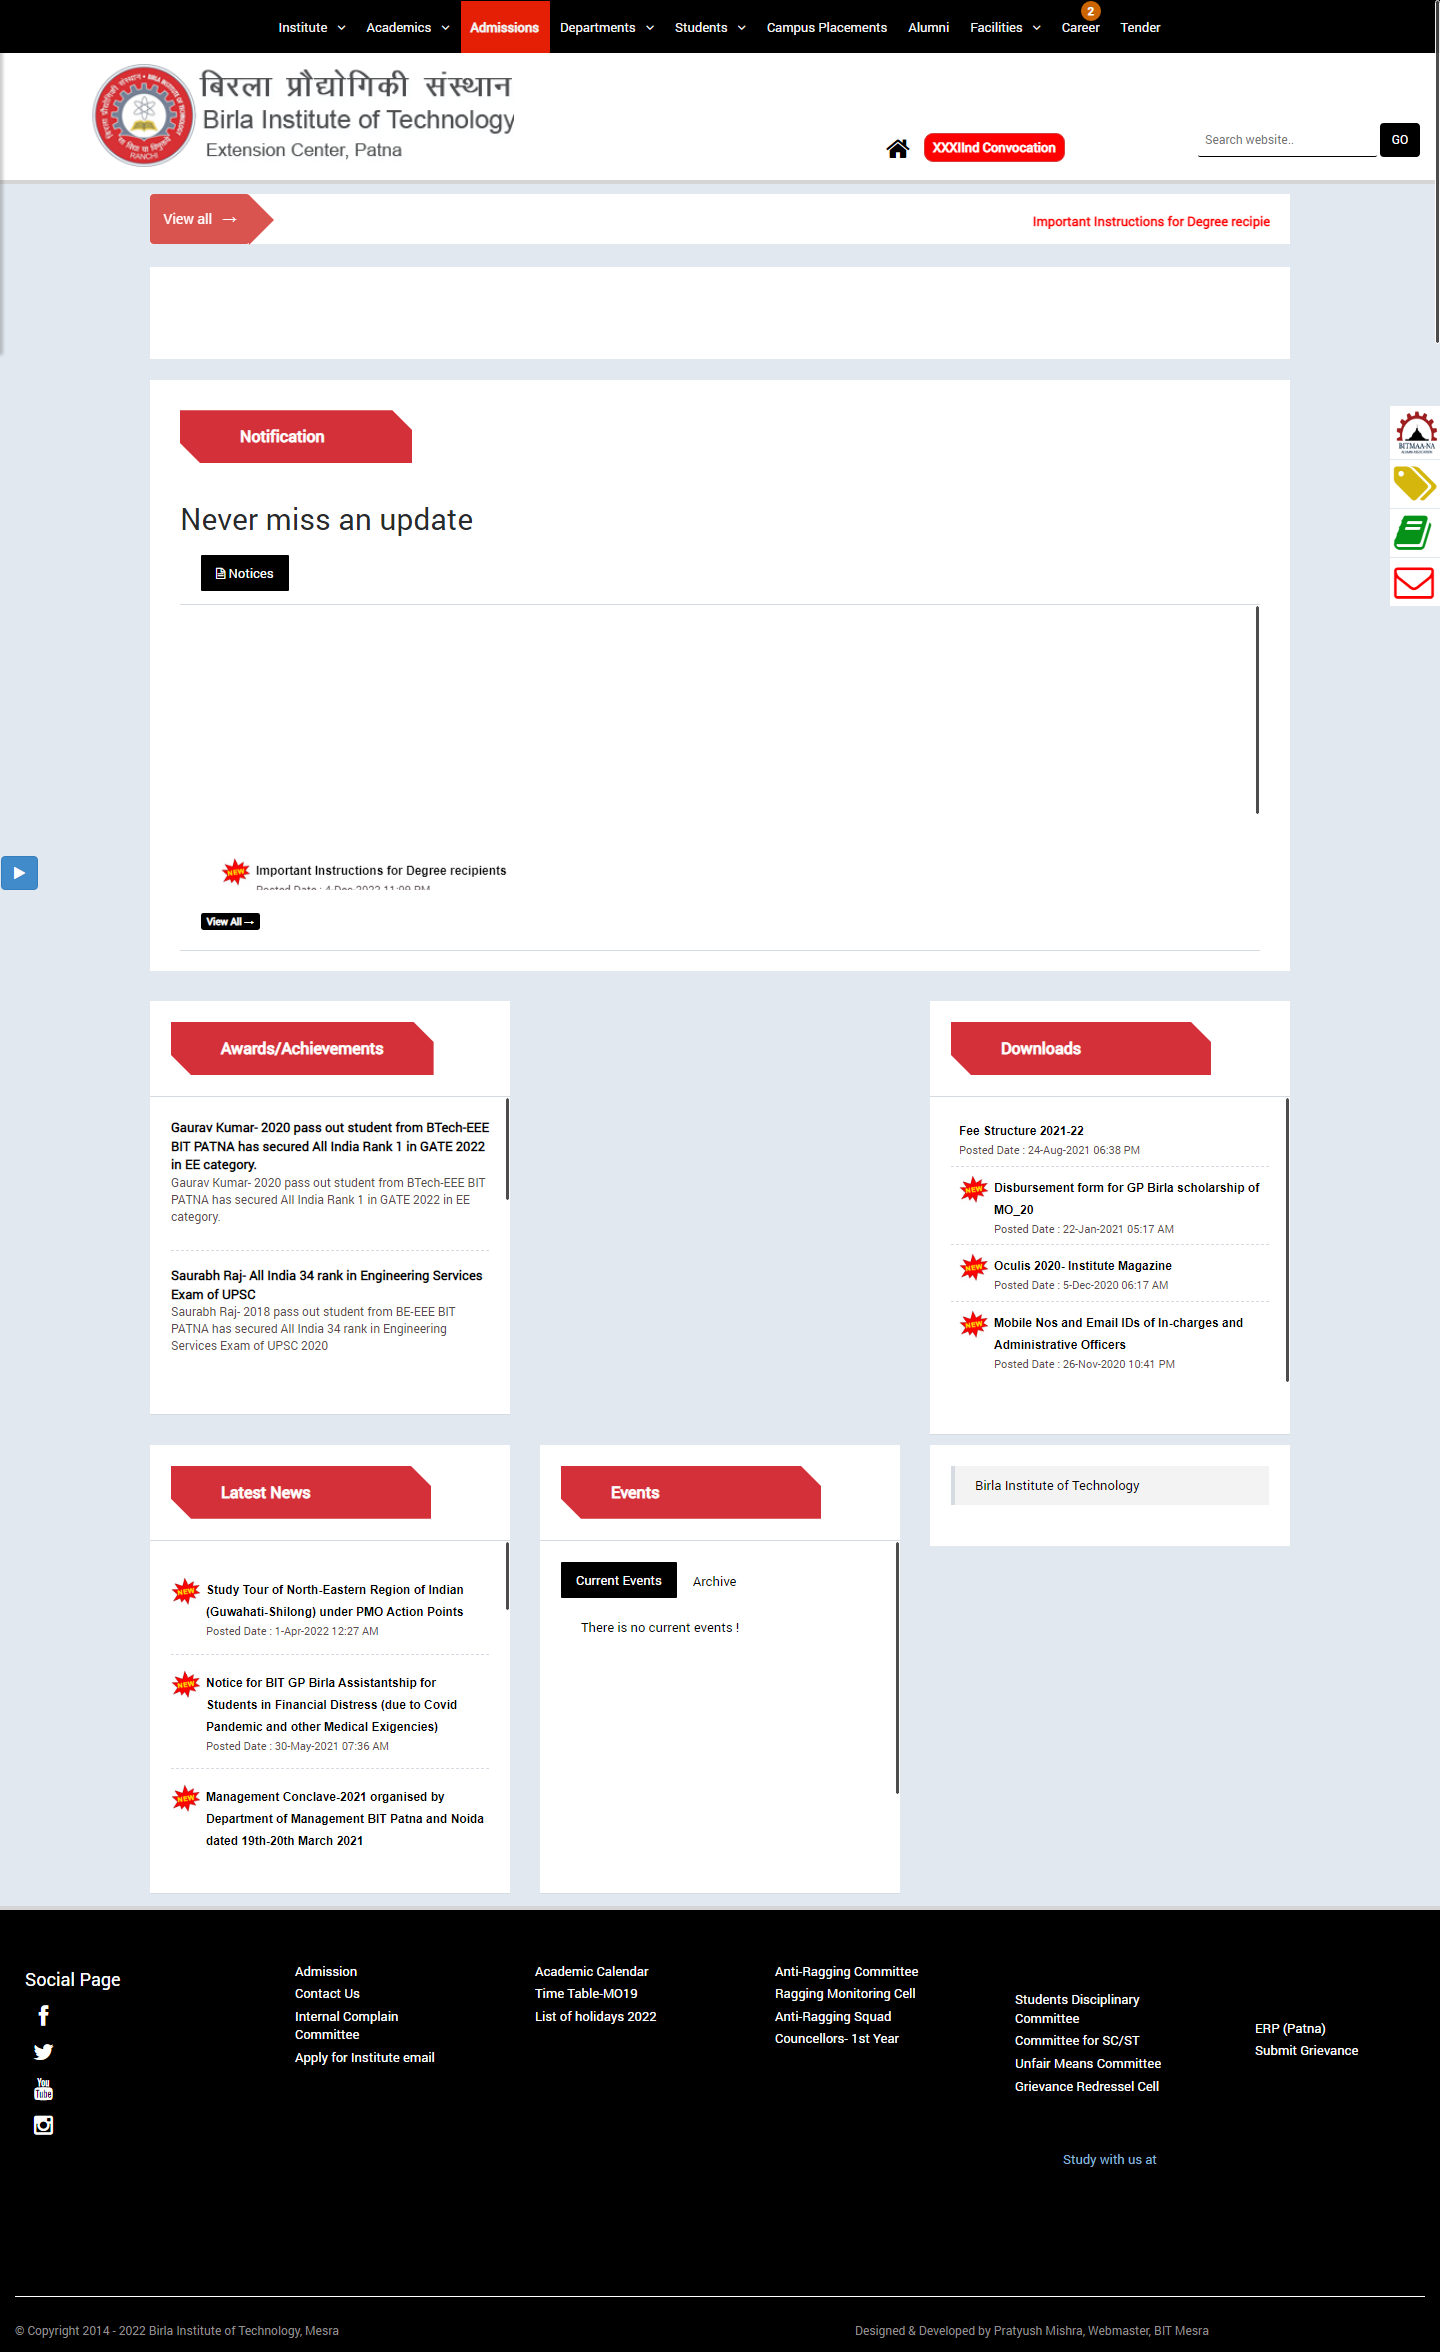 Institute
Academics
Admissions
Departments
Students
Campus Placements
Alumni
Facilities
Career
2
Tender
बिरला प्रौद्योगिकी संस्थान
Birla Institute of Technology
Extension Center, Patna
XXXIInd Convocation
Search website..
GO
View all →
Important Instructions for Degree recipie
Notification
BITMAA-NA
Never miss an update
Notices
NEW Important Instructions for Degree recipients
Posted Date : 4-Dec-2022 11:09 PM
View All →
Awards/Achievements
Gaurav Kumar- 2020 pass out student from BTech-EEE
BIT PATNA has secured All India Rank 1 in GATE 2022
in EE category.
Gaurav Kumar- 2020 pass out student from BTech-EEE BIT
PATNA has secured All India Rank 1 in GATE 2022 in EE
category.
Saurabh Raj- All India 34 rank in Engineering Services
Exam of UPSC
Saurabh Raj- 2018 pass out student from BE-EEE BIT
PATNA has secured All India 34 rank in Engineering
Services Exam of UPSC 2020
Downloads
Fee Structure 2021-22
Posted Date : 24-Aug-2021 06:38 PM
NEW Disbursement form for GP Birla scholarship of
MO_20
Posted Date : 22-Jan-2021 05:17 AM
NEW Oculis 2020- Institute Magazine
Posted Date : 5-Dec-2020 06:17 AM
NEW Mobile Nos and Email IDs of In-charges and
Administrative Officers
Posted Date : 26-Nov-2020 10:41 PM
Latest News
NEW Study Tour of North-Eastern Region of Indian
(Guwahati-Shilong) under PMO Action Points
Posted Date : 1-Apr-2022 12:27 AM
NEW Notice for BIT GP Birla Assistantship for
Students in Financial Distress (due to Covid
Pandemic and other Medical Exigencies)
Posted Date : 30-May-2021 07:36 AM
NEW Management Conclave-2021 organised by
Department of Management BIT Patna and Noida
dated 19th-20th March 2021
Events
Current Events
Archive
There is no current events !
Birla Institute of Technology
Social Page
You
Tube
Admission
Contact Us
Internal Complain
Committee
Apply for Institute email
Academic Calendar
Time Table-MO19
List of holidays 2022
Anti-Ragging Committee
Ragging Monitoring Cell
Anti-Ragging Squad
Councellors- 1st Year
Students Disciplinary
Committee
Committee for SC/ST
Unfair Means Committee
Grievance Redressel Cell
ERP (Patna)
Submit Grievance
Study with us at
© Copyright 2014 - 2022 Birla Institute of Technology, Mesra
Designed & Developed by Pratyush Mishra, Webmaster, BIT Mesra